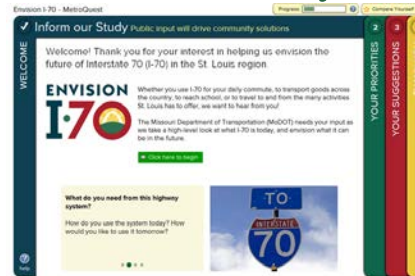 Envision I-70 - MetroQuest
Progress
Compare Yourself
✓ Inform our Study Public input will drive community solutions
WELCOME
Welcome! Thank you for your interest in helping us envision the
future of Interstate 70 (I-70) in the St. Louis region.
ENVISION
I-70
Whether you use I-70 for your daily commute, to transport goods across
the country, to reach school, or to travel to and from the many activities
St. Louis has to offer, we want to hear from you!
The Missouri Department of Transportation (MoDOT) needs your input as
we take a high-level look at what I-70 is today, and envision what it can
be in the future.
Click here to begin
What do you need from this highway
system?
How do you use the system today? How
would you like to use it tomorrow?
TO
INTERSTATE
70
help
2
YOUR PRIORITIES
3
YOUR SUGGESTIONS